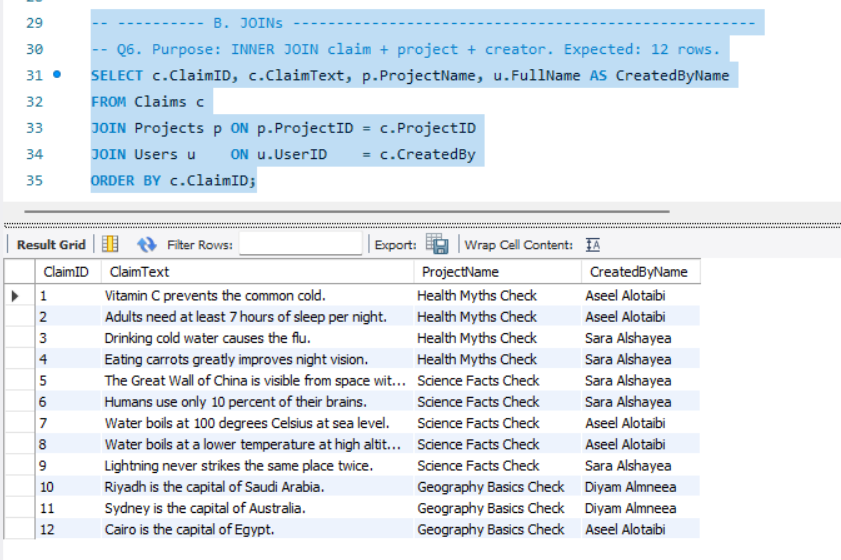 29 -- ---------- B. JOINs ------------------------------------------------------
30 -- Q6. Purpose: INNER JOIN claim + project + creator. Expected: 12 rows.
31 SELECT c.ClaimID, c.ClaimText, p.ProjectName, u.FullName AS CreatedByName
32 FROM Claims c
33 JOIN Projects p ON p.ProjectID = c.ProjectID
34 JOIN Users u    ON u.UserID    = c.CreatedBy
35 ORDER BY c.ClaimID;
Result Grid Filter Rows: Export: Wrap Cell Content: IA
ClaimID ClaimText ProjectName CreatedByName
1 Vitamin C prevents the common cold. Health Myths Check Aseel Alotaibi
2 Adults need at least 7 hours of sleep per night. Health Myths Check Aseel Alotaibi
3 Drinking cold water causes the flu. Health Myths Check Sara Alshayea
4 Eating carrots greatly improves night vision. Health Myths Check Sara Alshayea
5 The Great Wall of China is visible from space wit... Science Facts Check Sara Alshayea
6 Humans use only 10 percent of their brains. Science Facts Check Sara Alshayea
7 Water boils at 100 degrees Celsius at sea level. Science Facts Check Aseel Alotaibi
8 Water boils at a lower temperature at high altit... Science Facts Check Aseel Alotaibi
9 Lightning never strikes the same place twice. Science Facts Check Sara Alshayea
10 Riyadh is the capital of Saudi Arabia. Geography Basics Check Diyam Almneea
11 Sydney is the capital of Australia. Geography Basics Check Diyam Almneea
12 Cairo is the capital of Egypt. Geography Basics Check Aseel Alotaibi